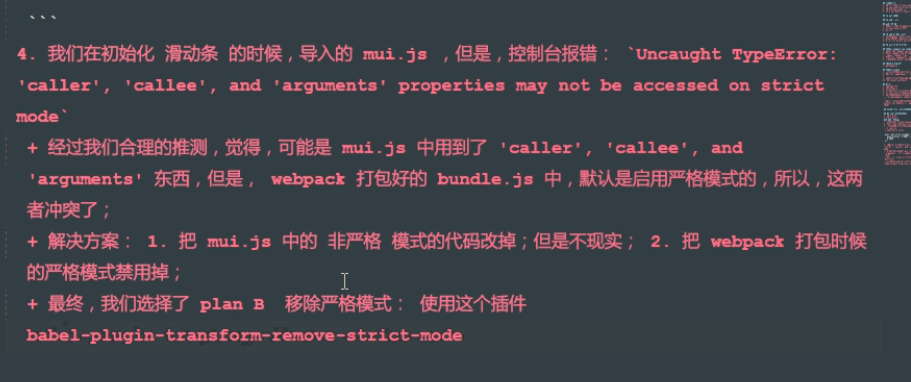 ```
4. 我们在初始化 滑动条 的时候，导入的 mui.js ，但是，控制台报错： `Uncaught TypeError:
'caller', 'callee', and 'arguments' properties may not be accessed on strict
mode`
+ 经过我们合理的推测，觉得，可能是 mui.js 中用到了 'caller', 'callee', and
'arguments' 东西，但是， webpack 打包好的 bundle.js 中，默认是启用严格模式的，所以，这两
者冲突了；
+ 解决方案： 1. 把 mui.js 中的 非严格 模式的代码改掉；但是不现实； 2. 把 webpack 打包时候
的严格模式禁用掉；
+ 最终，我们选择了 plan B  移除严格模式： 使用这个插件
babel-plugin-transform-remove-strict-mode